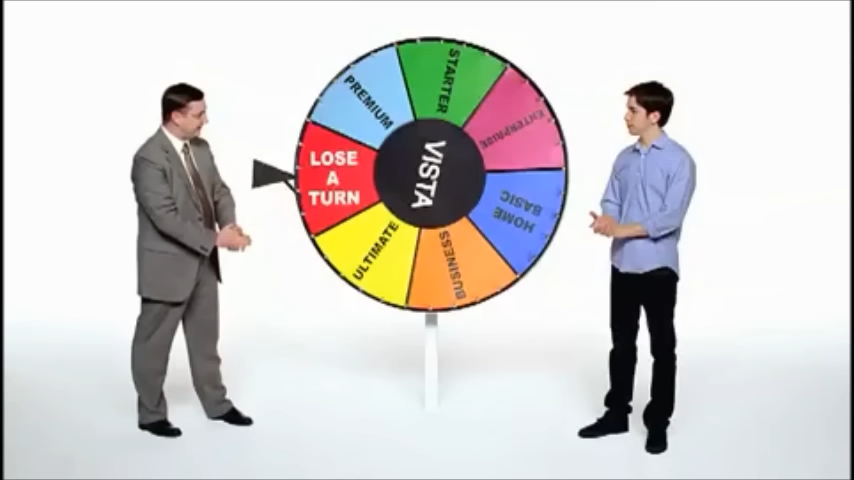 STARTER
ENTERPRISE
HOME
BASIC
BUSINESS
ULTIMATE
LOSE
A
TURN
PREMIUM
VISTA